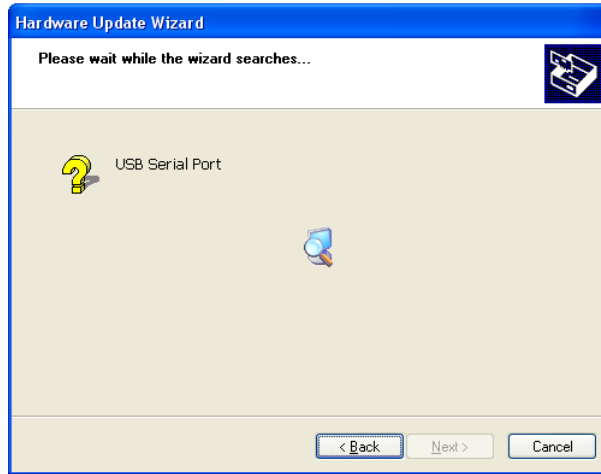 Hardware Update Wizard
Please wait while the wizard searches...
USB Serial Port
< Back
Next >
Cancel